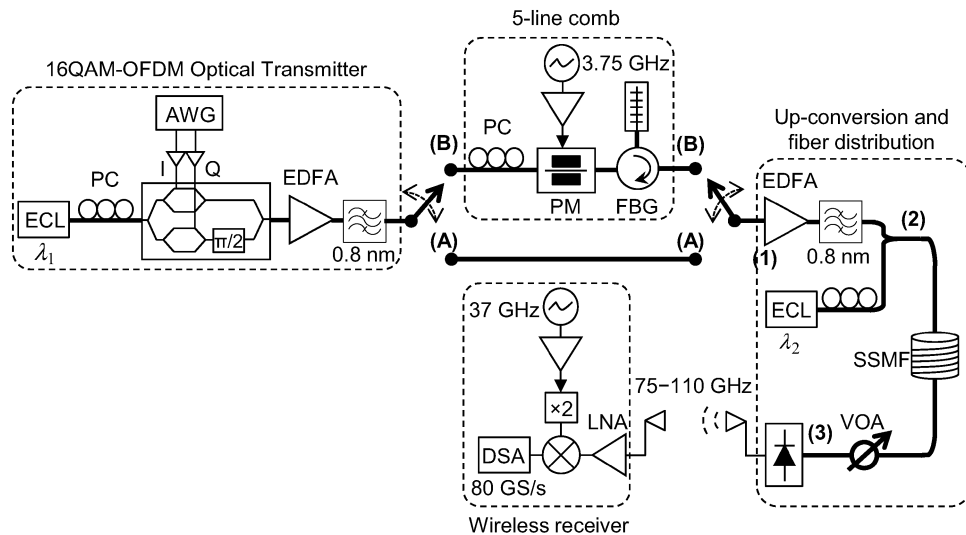 5-line comb
16QAM-OFDM Optical Transmitter
AWG
I
Q
PC
ECL
λ1
π/2
EDFA
0.8 nm
(B)
(A)
3.75 GHz
PC
PM
FBG
(B)
(A)
Up-conversion and
fiber distribution
EDFA
(1)
0.8 nm
(2)
ECL
λ2
SSMF
VOA
(3)
75−110 GHz
37 GHz
×2
LNA
DSA
80 GS/s
Wireless receiver